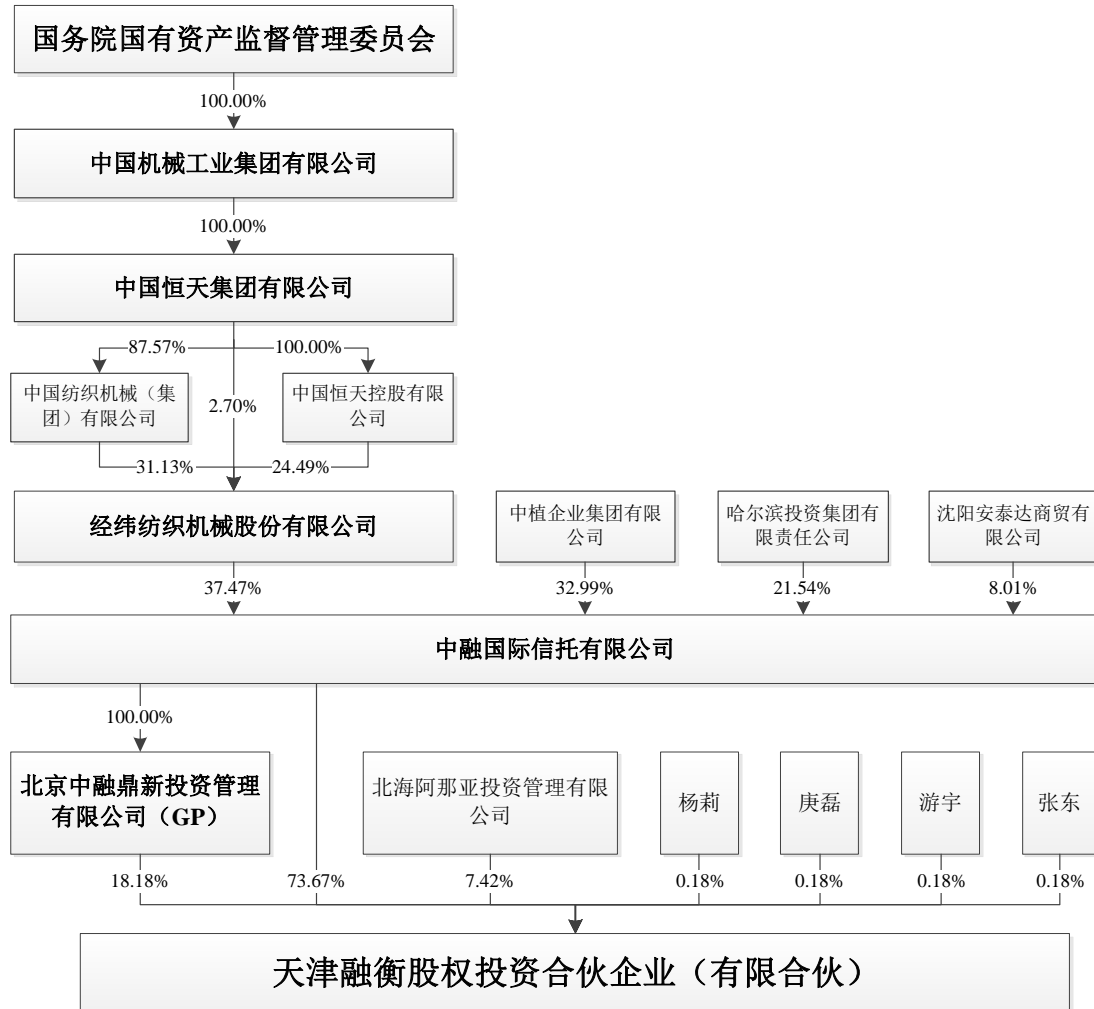 国务院国有资产监督管理委员会
100.00%
中国机械工业集团有限公司
100.00%
中国恒天集团有限公司
87.57%
100.00%
中国纺织机械（集
团）有限公司
2.70%
中国恒天控股有限
公司
31.13%
24.49%
经纬纺织机械股份有限公司
中植企业集团有限
公司
哈尔滨投资集团有
限责任公司
沈阳安泰达商贸有
限公司
37.47%
32.99%
21.54%
8.01%
中融国际信托有限公司
100.00%
北京中融鼎新投资管理
有限公司（GP）
北海阿那亚投资管理有限
公司
杨莉
庹磊
游宇
张东
18.18%
73.67%
7.42%
0.18%
0.18%
0.18%
0.18%
天津融衡股权投资合伙企业（有限合伙）